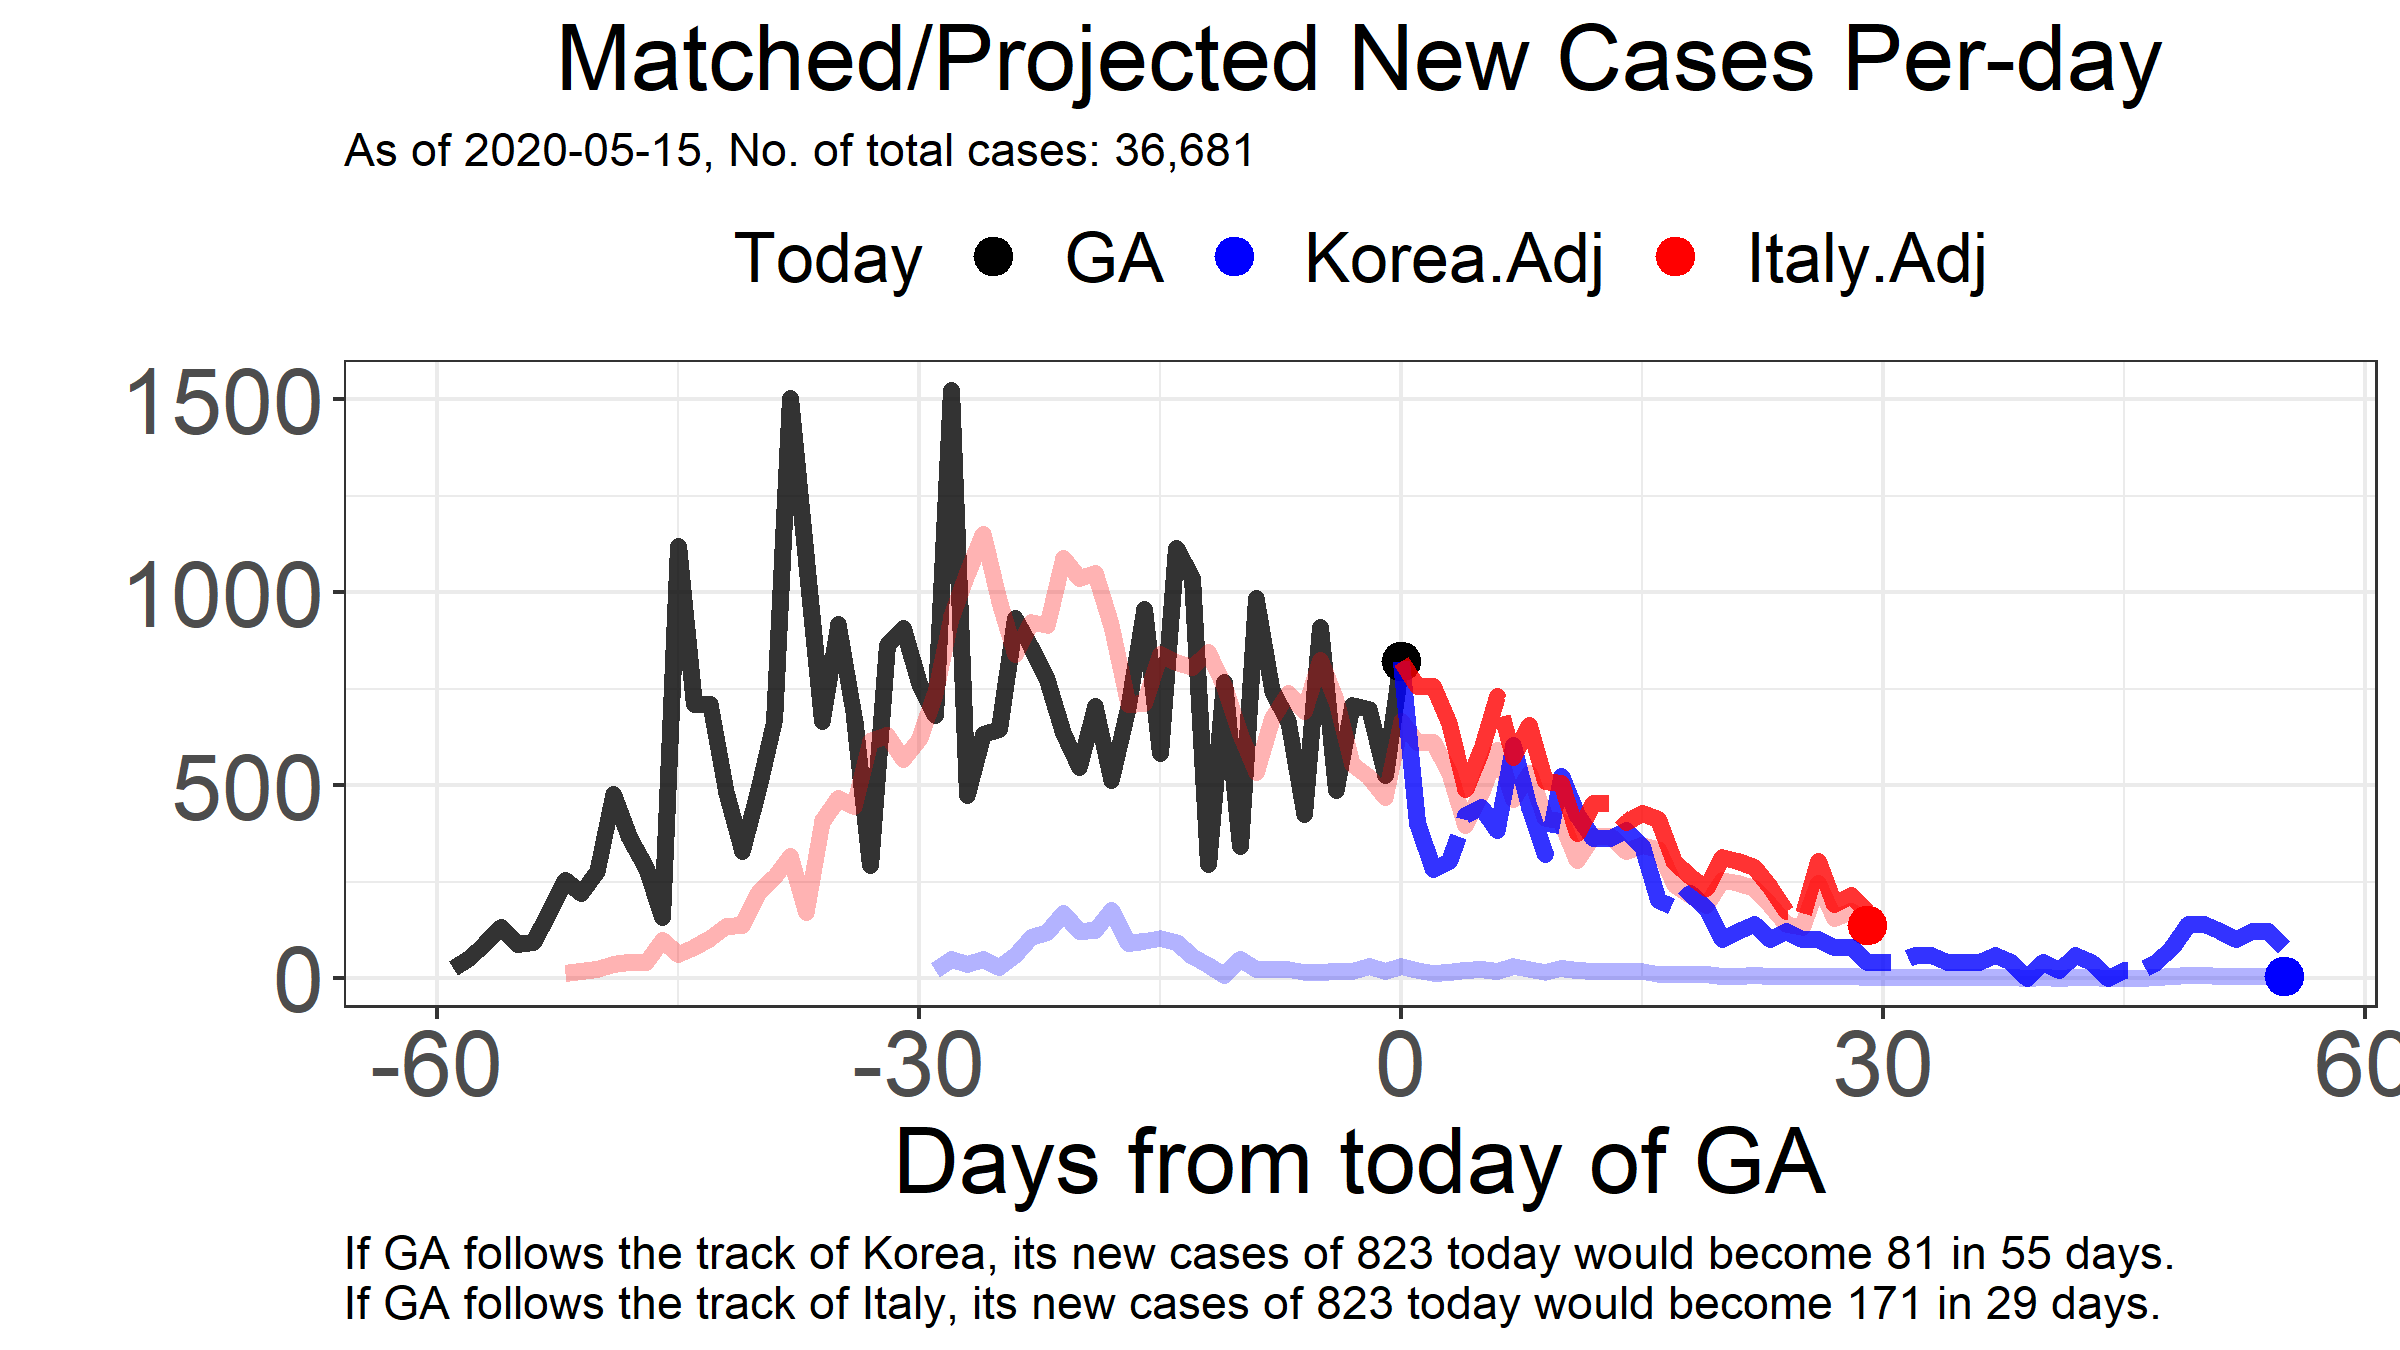 Matched/Projected New Cases Per-day
As of 2020-05-15, No. of total cases: 36,681
Today GA Korea.Adj Italy.Adj
1500
1000
500
0
-60 -30 0 30 60
Days from today of GA
If GA follows the track of Korea, its new cases of 823 today would become 81 in 55 days.
If GA follows the track of Italy, its new cases of 823 today would become 171 in 29 days.